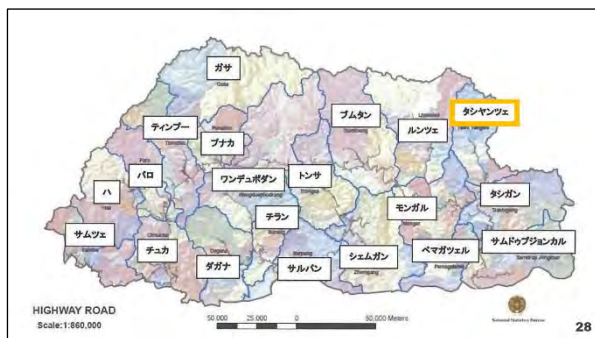 ガサ
タシヤンツェ
ブムタン
ティンプー
ルンツェ
プナカ
パロ
ワンデュポダン
トンサ
ハ
タシガン
モンガル
チラン
サムツェ
チュカ
シェムガン
ペマガツェル
サムドゥプジョンカル
ダガナ
サルパン
HIGHWAY ROAD
Scale:1:860,000
50,000 25,000 0 50,000 Meters
National Statistics Bureau
28